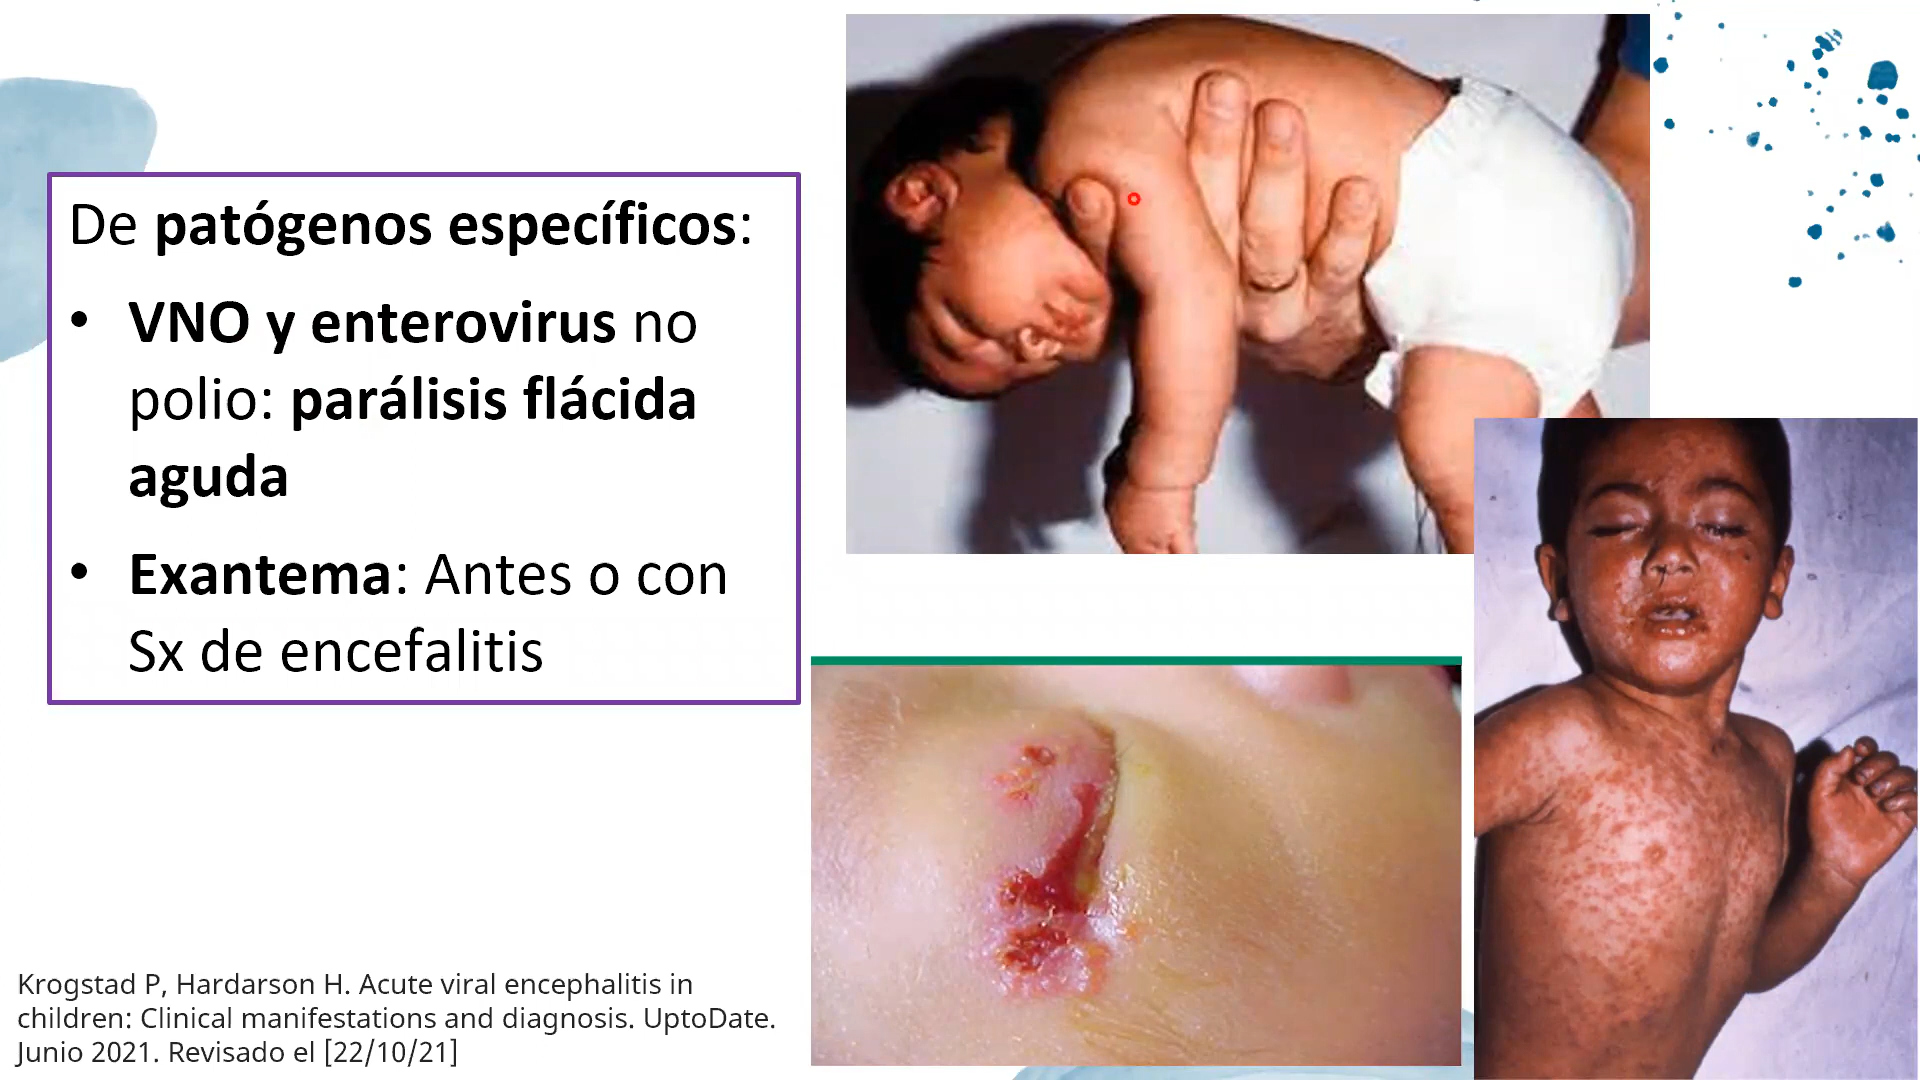 De patógenos específicos:
• VNO y enterovirus no
polio: parálisis flácida
aguda
• Exantema: Antes o con
Sx de encefalitis
Krogstad P, Hardarson H. Acute viral encephalitis in
children: Clinical manifestations and diagnosis. UptoDate.
Junio 2021. Revisado el [22/10/21]